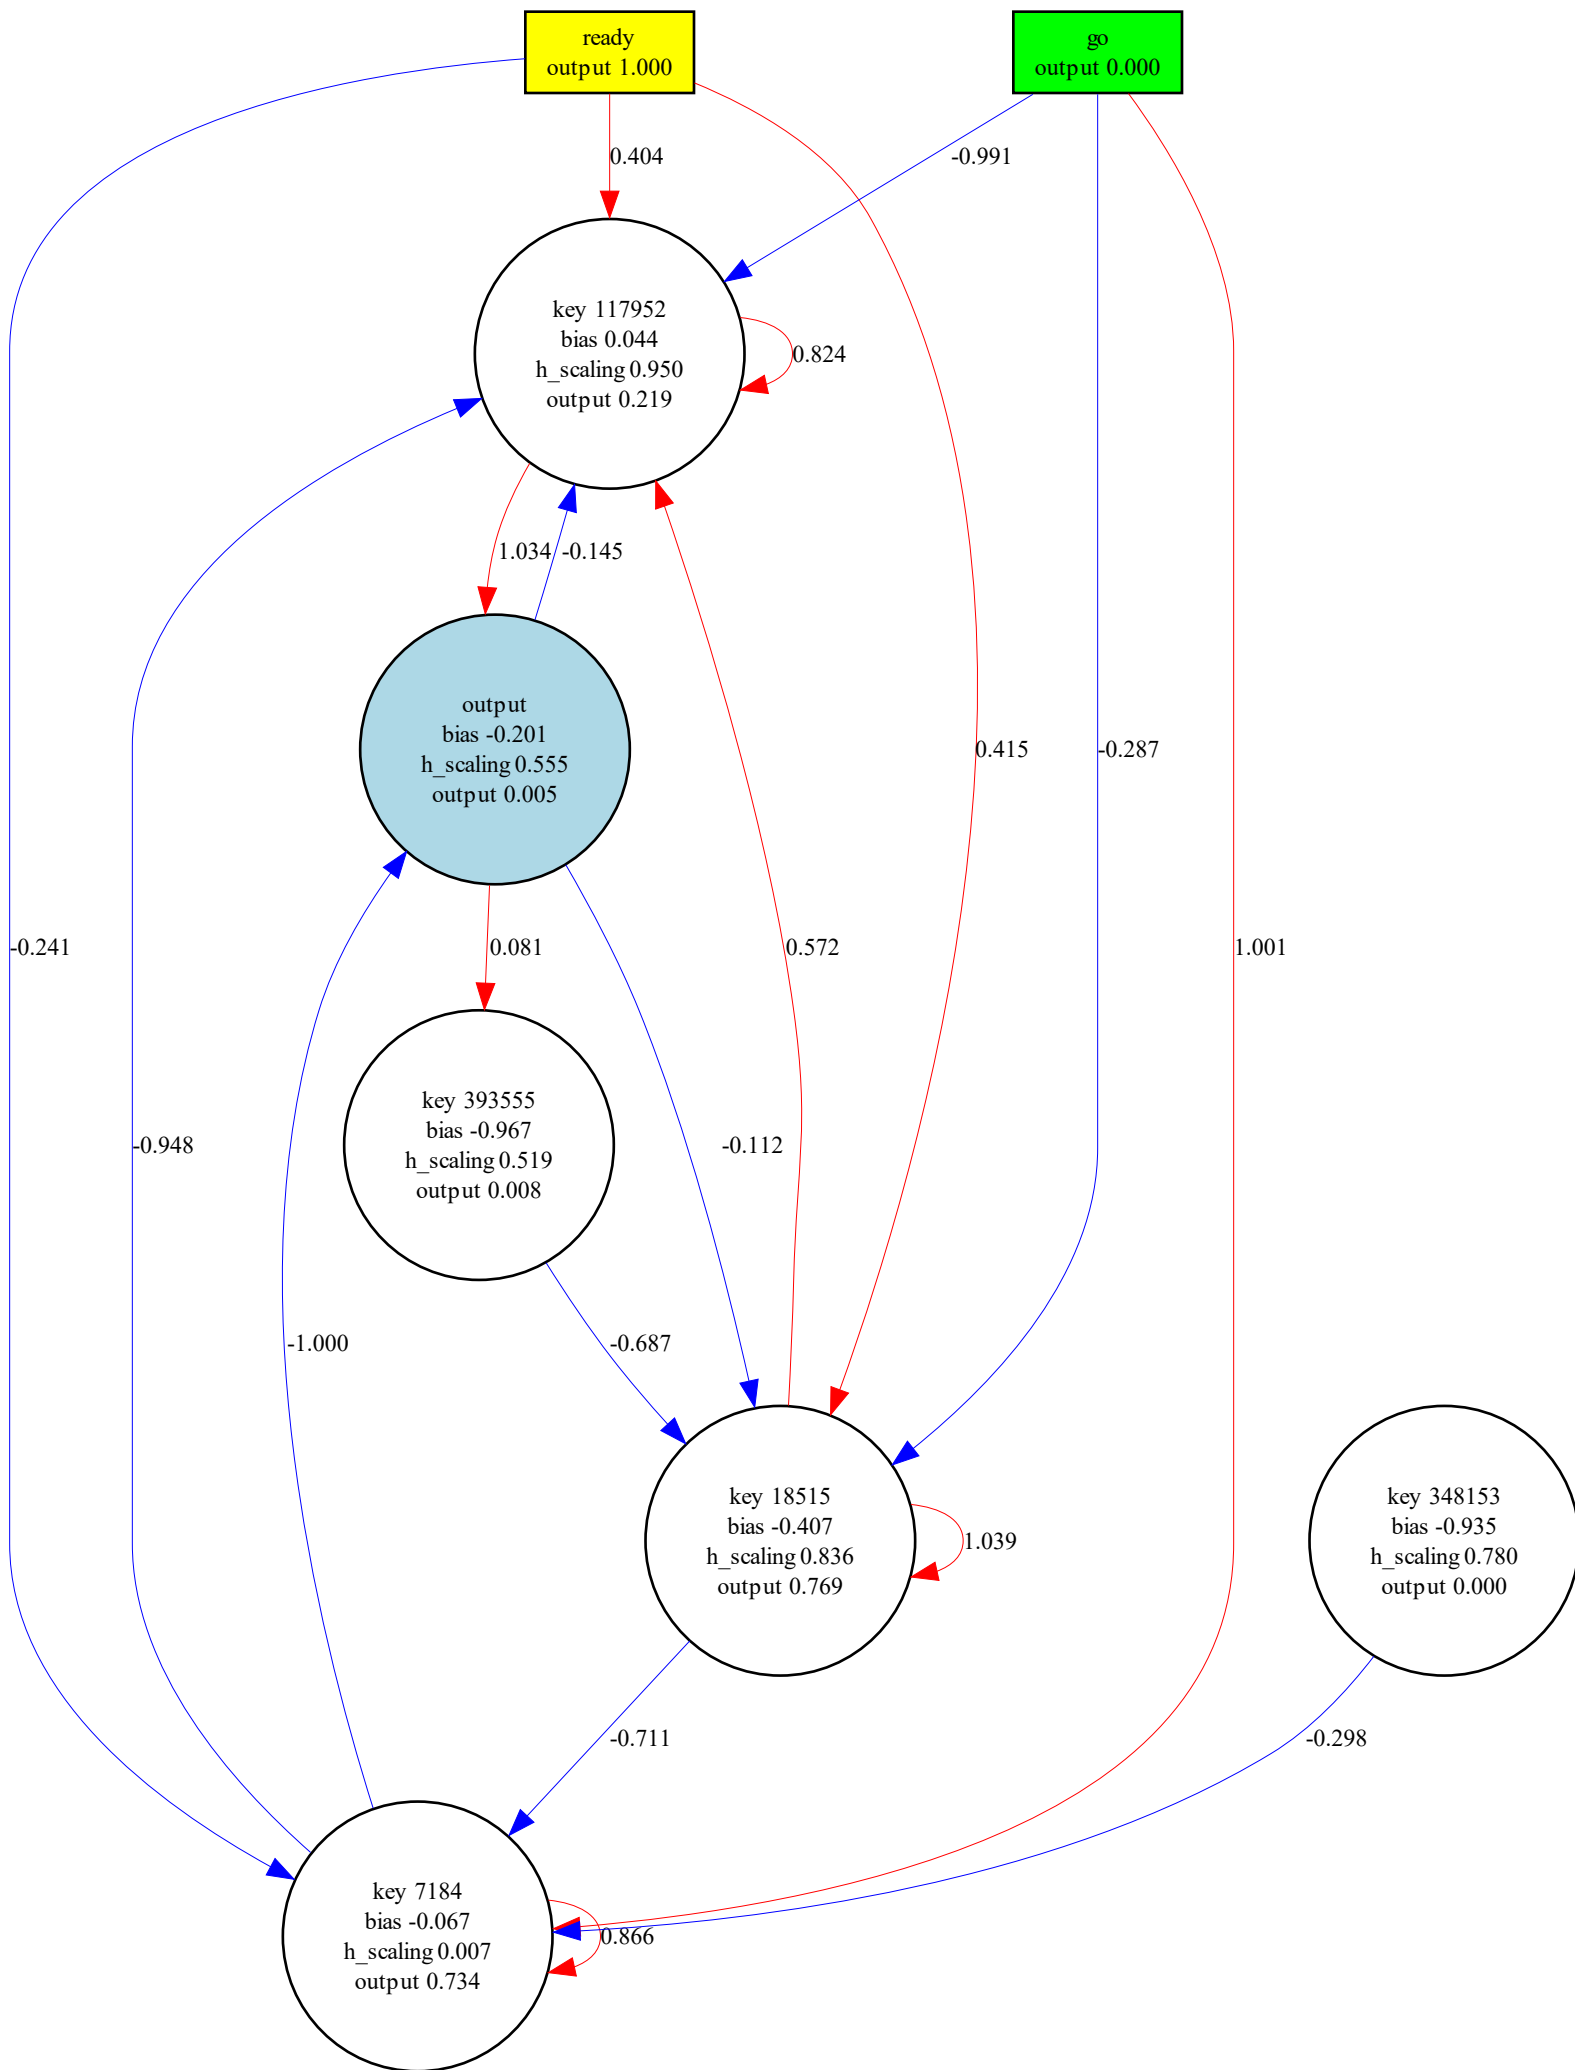 ready
output 1.000
go
output 0.000
0.404
-0.991
key 117952
bias 0.044
h_scaling 0.950
output 0.219
0.824
1.034
-0.145
output
bias -0.201
h_scaling 0.555
output 0.005
0.415
-0.287
-0.241
0.081
0.572
1.001
key 393555
bias -0.967
h_scaling 0.519
output 0.008
-0.948
-0.112
-1.000
-0.687
key 18515
bias -0.407
h_scaling 0.836
output 0.769
1.039
key 348153
bias -0.935
h_scaling 0.780
output 0.000
-0.711
-0.298
key 7184
bias -0.067
h_scaling 0.007
output 0.734
0.866